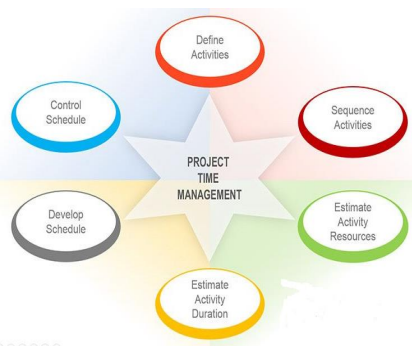 Define
Activities
Sequence
Activities
Estimate
Activity
Resources
Estimate
Activity
Duration
Develop
Schedule
Control
Schedule
PROJECT
TIME
MANAGEMENT